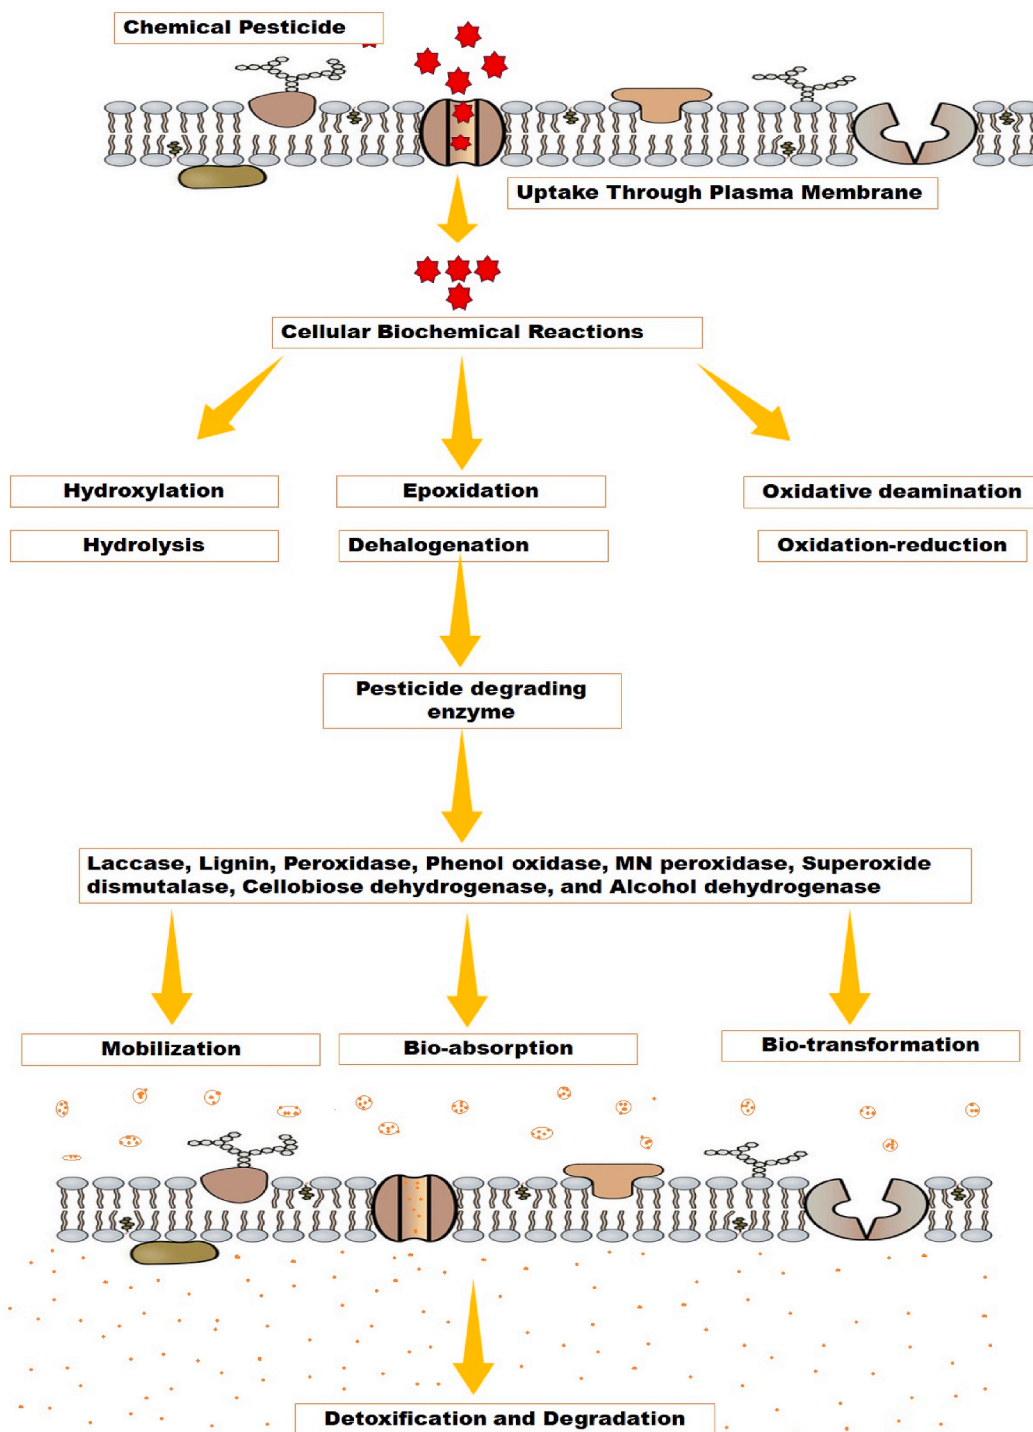 Chemical Pesticide
Uptake Through Plasma Membrane
Cellular Biochemical Reactions
Hydroxylation
Epoxidation
Oxidative deamination
Hydrolysis
Dehalogenation
Oxidation-reduction
Pesticide degrading
enzyme
Laccase, Lignin, Peroxidase, Phenol oxidase, MN peroxidase, Superoxide
dismutalase, Cellobiose dehydrogenase, and Alcohol dehydrogenase
Mobilization
Bio-absorption
Bio-transformation
Detoxification and Degradation